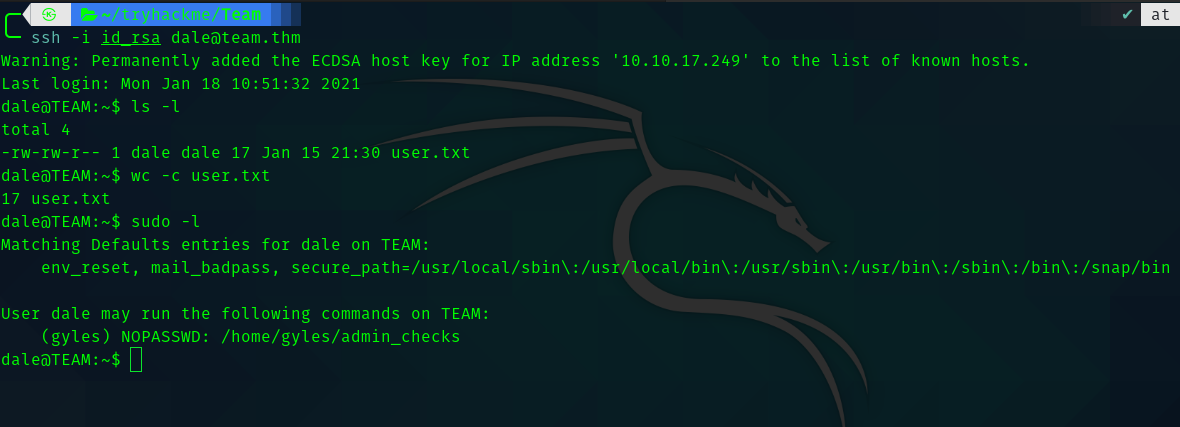 ~/tryhackme/Team ✔ at
ssh -i id_rsa dale@team.thm
Warning: Permanently added the ECDSA host key for IP address '10.10.17.249' to the list of known hosts.
Last login: Mon Jan 18 10:51:32 2021
dale@TEAM:~$ ls -l
total 4
-rw-rw-r-- 1 dale dale 17 Jan 15 21:30 user.txt
dale@TEAM:~$ wc -c user.txt
17 user.txt
dale@TEAM:~$ sudo -l
Matching Defaults entries for dale on TEAM:
    env_reset, mail_badpass, secure_path=/usr/local/sbin\:/usr/local/bin\:/usr/sbin\:/usr/bin\:/sbin\:/bin\:/snap/bin

User dale may run the following commands on TEAM:
    (gyles) NOPASSWD: /home/gyles/admin_checks
dale@TEAM:~$